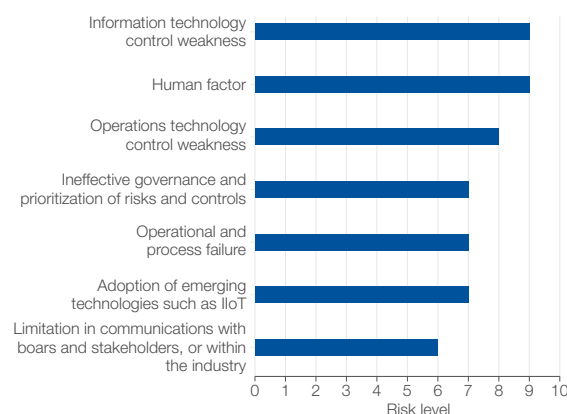 Information technology
control weakness
Human factor
Operations technology
control weakness
Ineffective governance and
prioritization of risks and controls
Operational and
process failure
Adoption of emerging
technologies such as IIoT
Limitation in communications with
boars and stakeholders, or within
the industry
0 1 2 3 4 5 6 7 8 9 10
Risk level